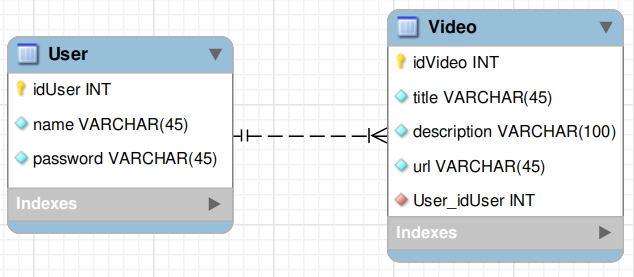 User
idUser INT
name VARCHAR(45)
password VARCHAR(45)
Indexes
Video
idVideo INT
title VARCHAR(45)
description VARCHAR(100)
url VARCHAR(45)
User_idUser INT
Indexes